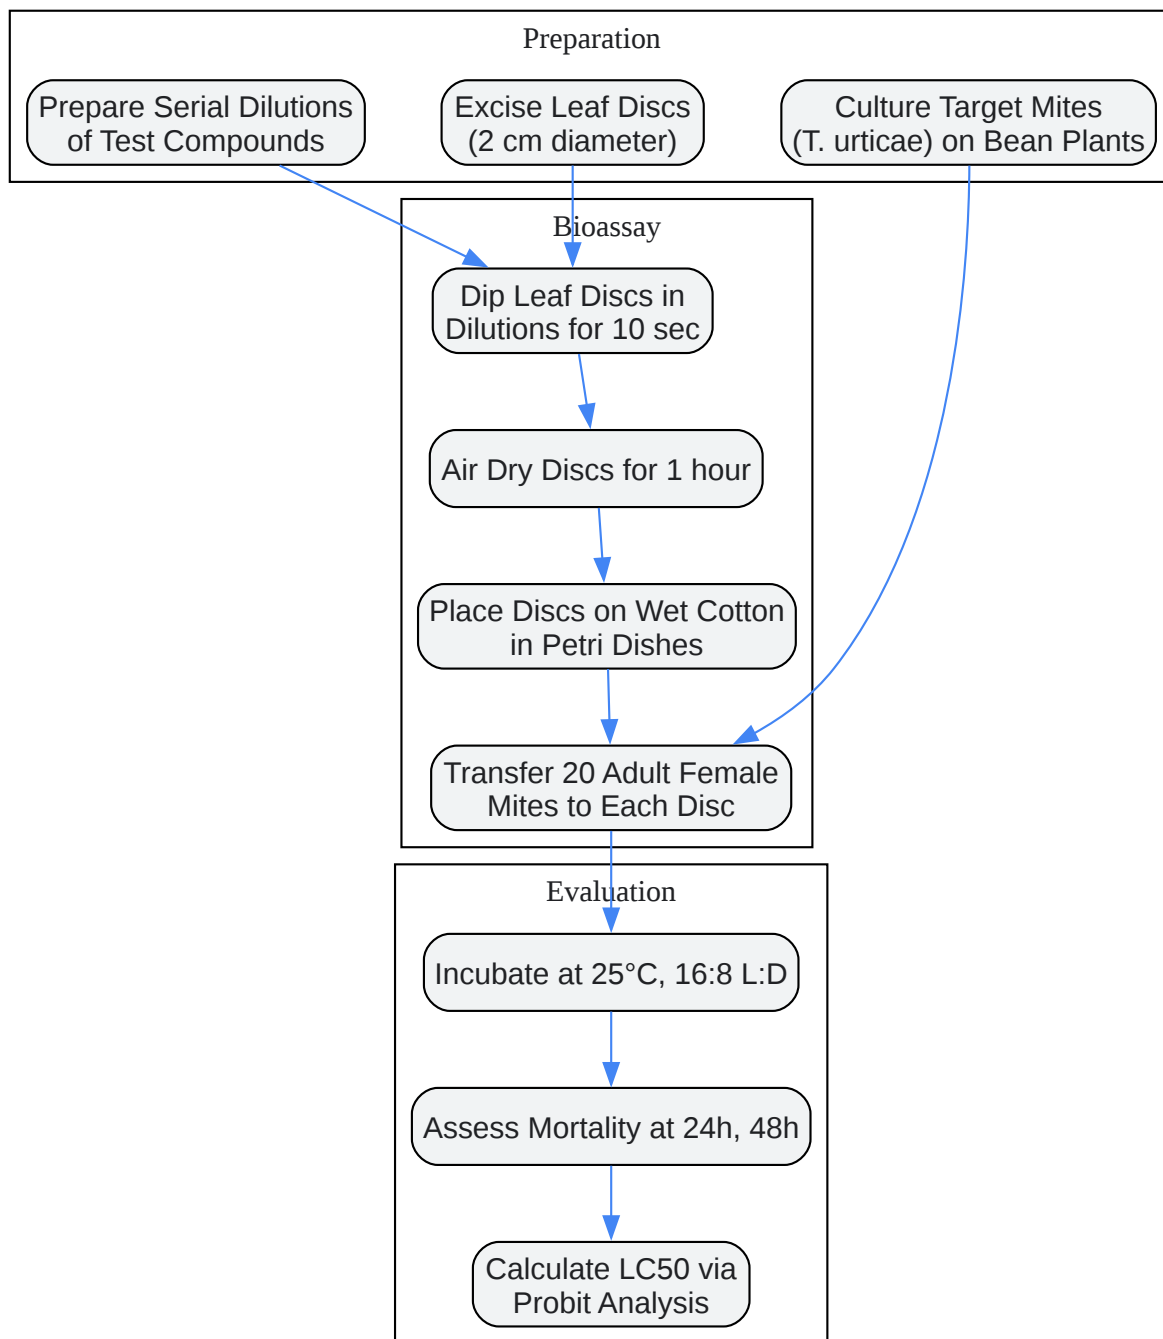 Preparation
Prepare Serial Dilutions
of Test Compounds
Excise Leaf Discs
(2 cm diameter)
Culture Target Mites
(T. urticae) on Bean Plants
Bioassay
Dip Leaf Discs in
Dilutions for 10 sec
Air Dry Discs for 1 hour
Place Discs on Wet Cotton
in Petri Dishes
Transfer 20 Adult Female
Mites to Each Disc
Evaluation
Incubate at 25°C, 16:8 L:D
Assess Mortality at 24h, 48h
Calculate LC50 via
Probit Analysis